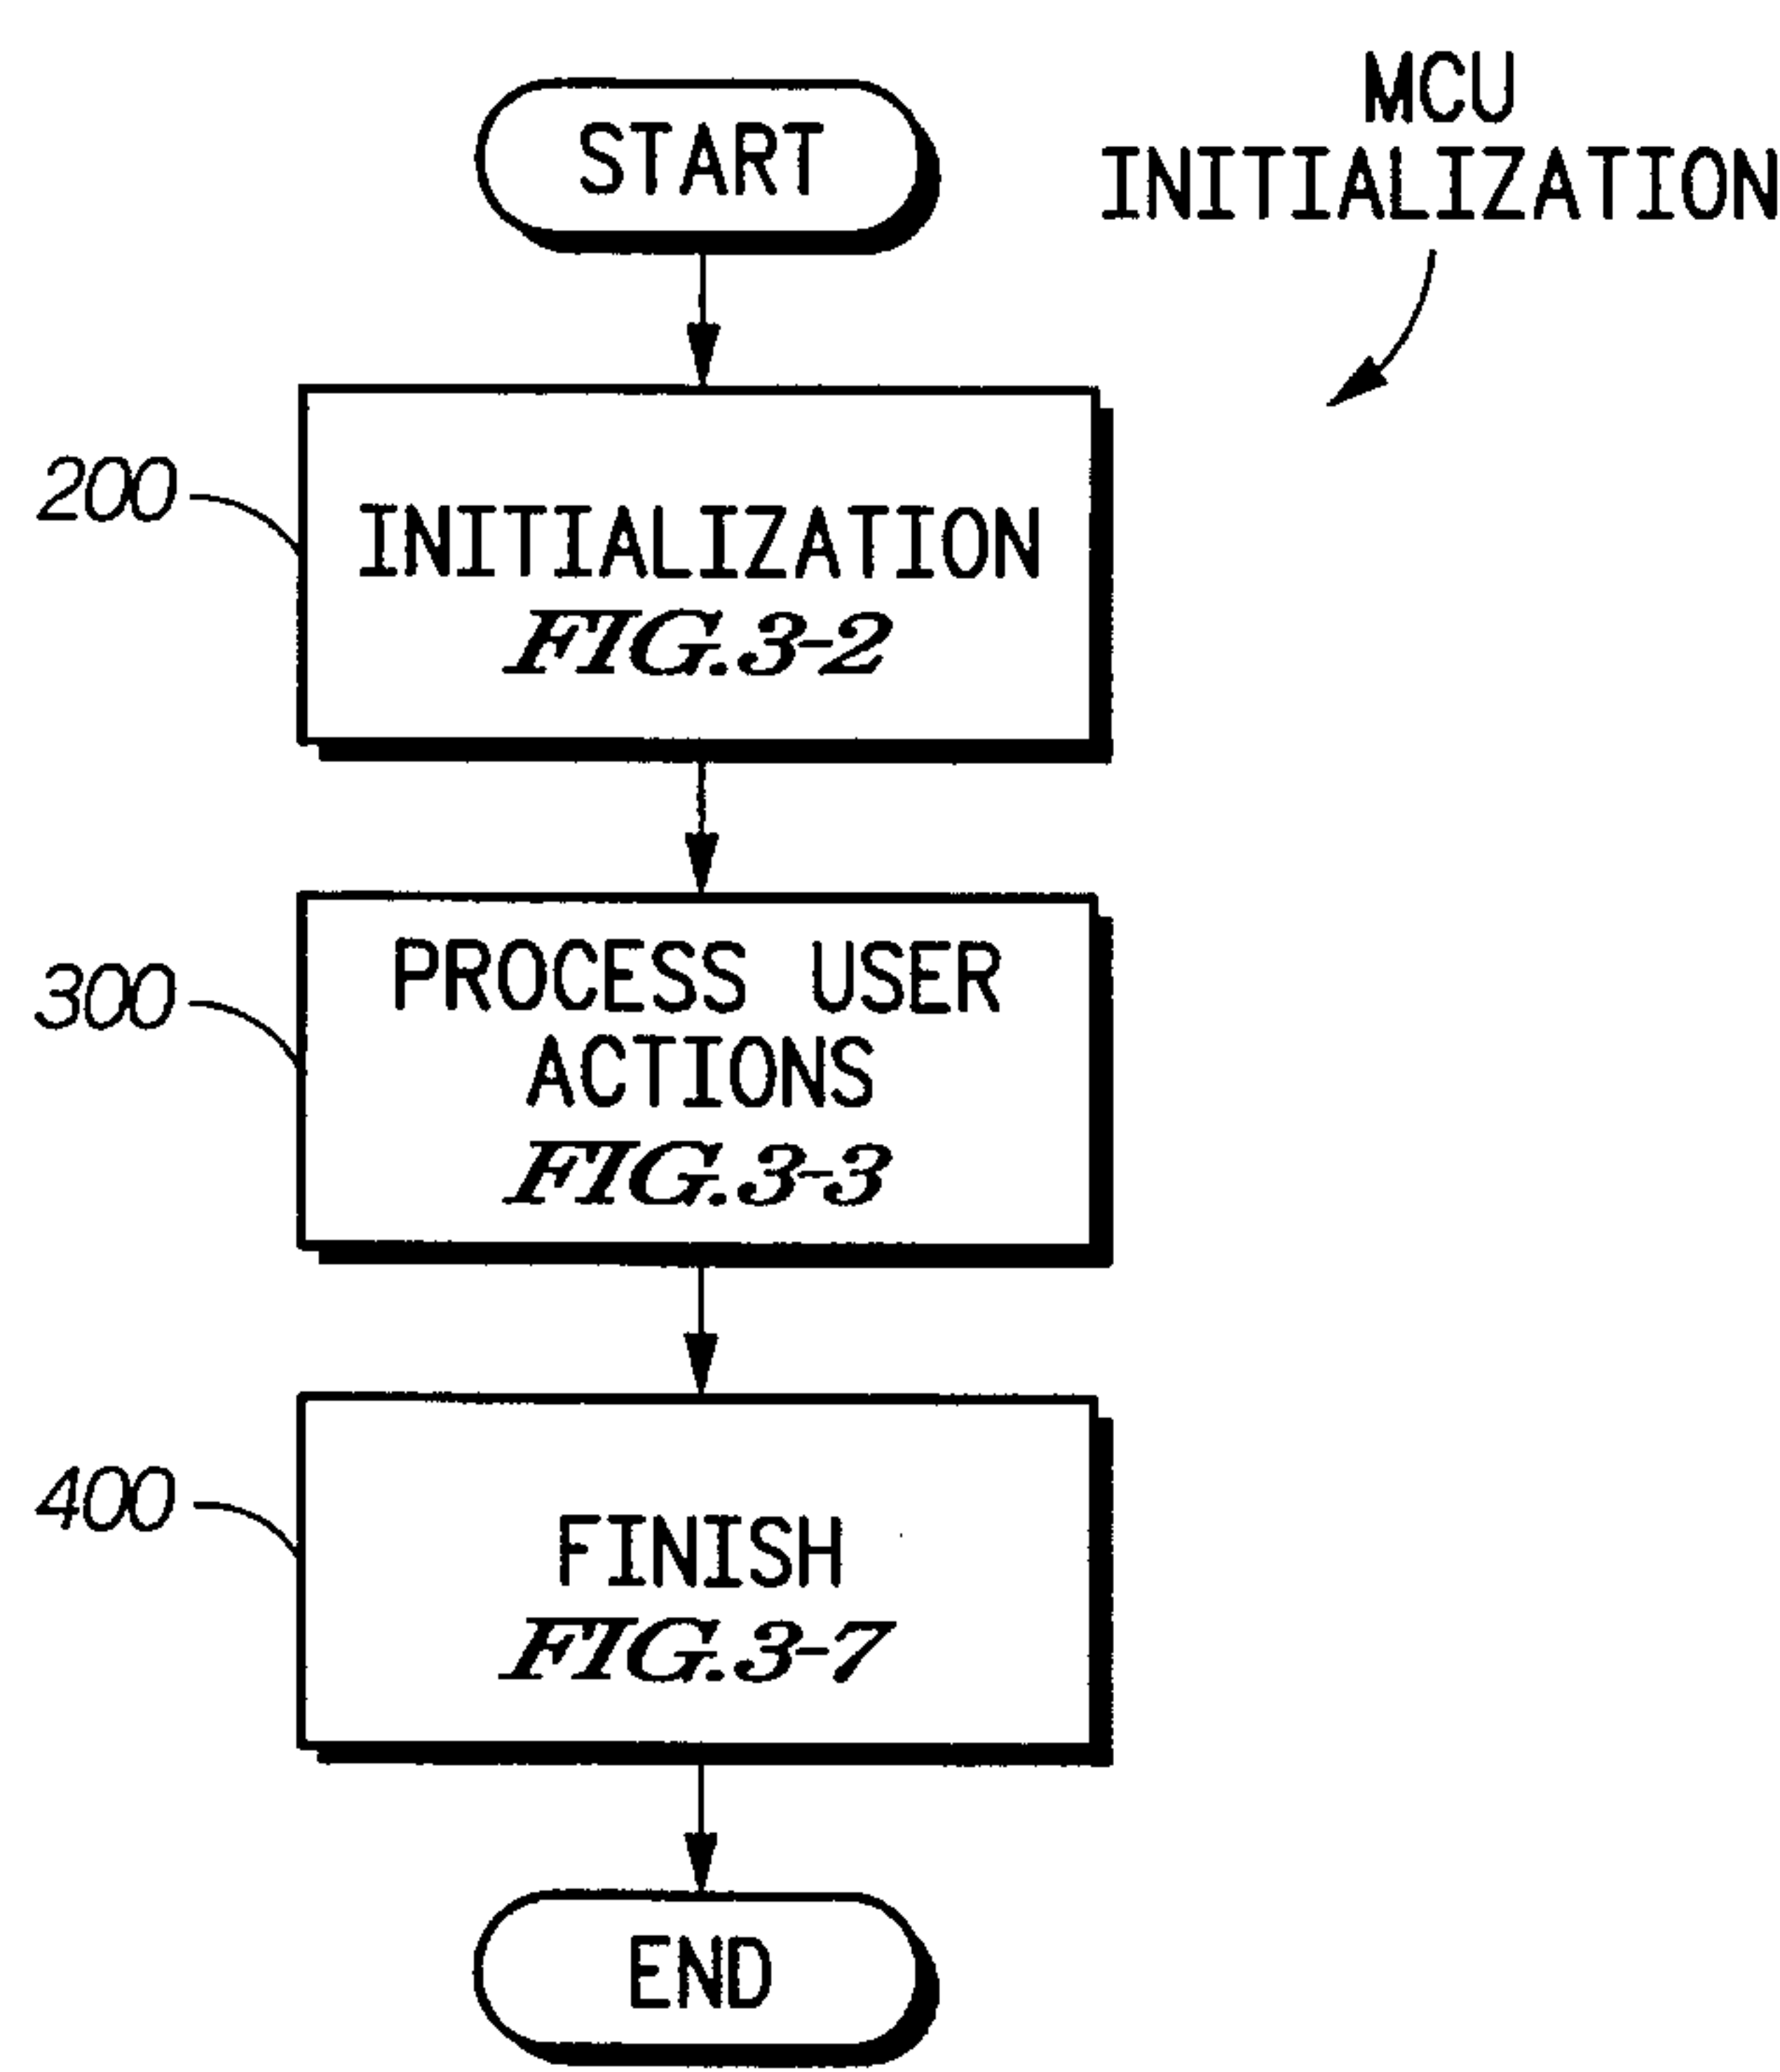 START
MCU
INITIALIZATION
200
INITIALIZATION
FIG.3-2
300
PROCESS USER
ACTIONS
FIG.3-3
400
FINISH
FIG.3-7
END